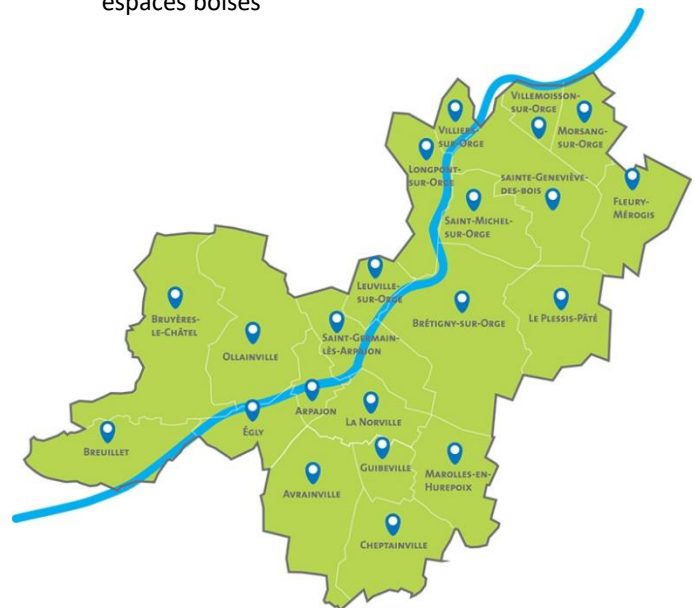 espaces boisés
VILLEMOISSON-
SUR-ORGE
VILLIERS-
SUR-ORGE
MORSANG-
SUR-ORGE
LONGPONT-
SUR-ORGE
SAINTE-GENEVIÈVE-
DES-BOIS
FLEURY-
MÉROGIS
SAINT-MICHEL-
SUR-ORGE
LEUVILLE-
SUR-ORGE
BRUYÈRES-
LE-CHÂTEL
BRÉTIGNY-SUR-ORGE
LE PLESSIS-PÂTÉ
SAINT-GERMAIN-
LÈS-ARPAJON
OLLAINVILLE
ARPAJON
LA NORVILLE
ÉGLY
BREUILLET
GUIBEVILLE
MAROLLES-EN-
HUREPOIX
AVRAINVILLE
CHEPTAINVILLE